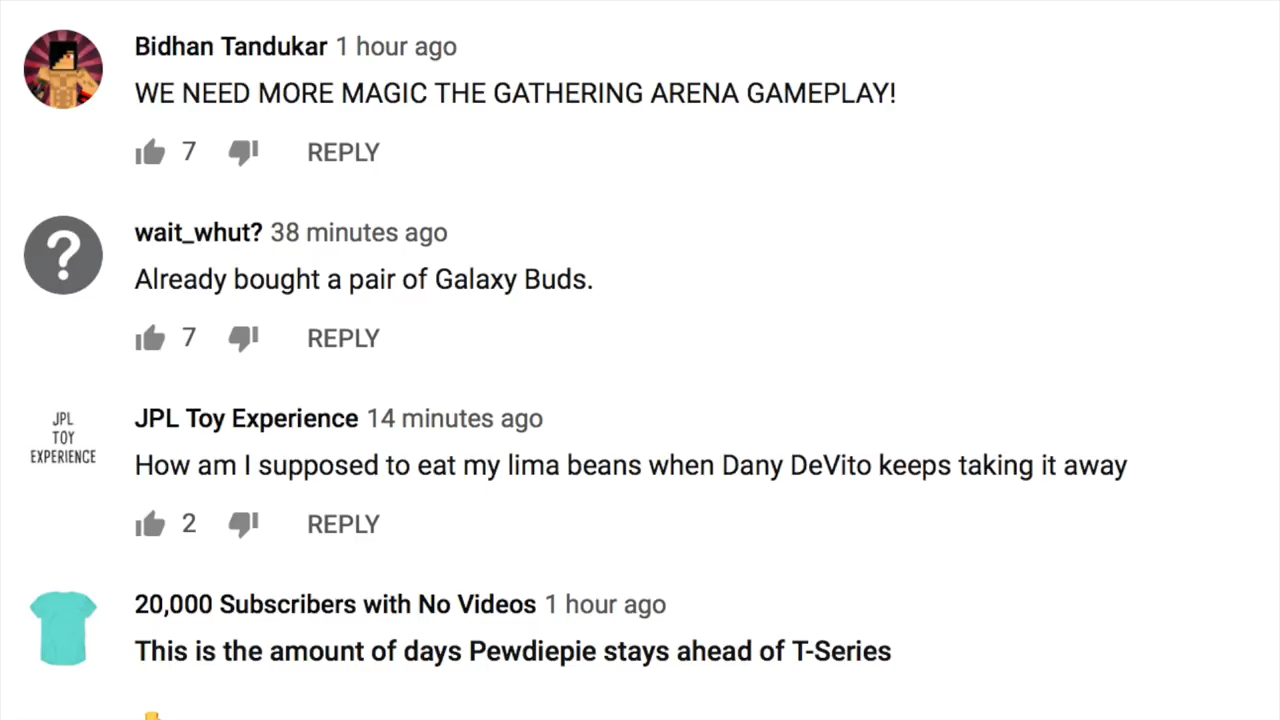 Bidhan Tandukar 1 hour ago
WE NEED MORE MAGIC THE GATHERING ARENA GAMEPLAY!
7 REPLY
?
wait_whut? 38 minutes ago
Already bought a pair of Galaxy Buds.
7 REPLY
JPL
TOY
EXPERIENCE
JPL Toy Experience 14 minutes ago
How am I supposed to eat my lima beans when Dany DeVito keeps taking it away
2 REPLY
20,000 Subscribers with No Videos 1 hour ago
This is the amount of days Pewdiepie stays ahead of T-Series